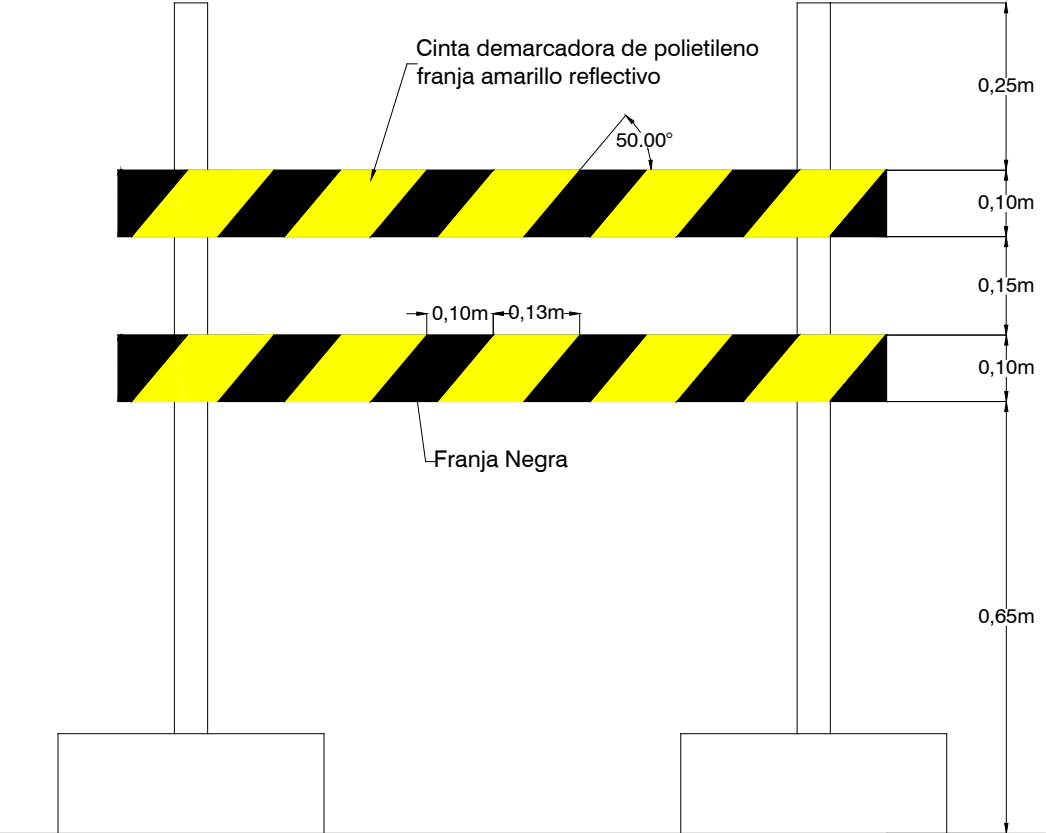 Cinta demarcadora de polietileno
franja amarillo reflectivo
0,25m
50.00°
0,10m
0,15m
0,10m
0,13m
0,10m
Franja Negra
0,65m